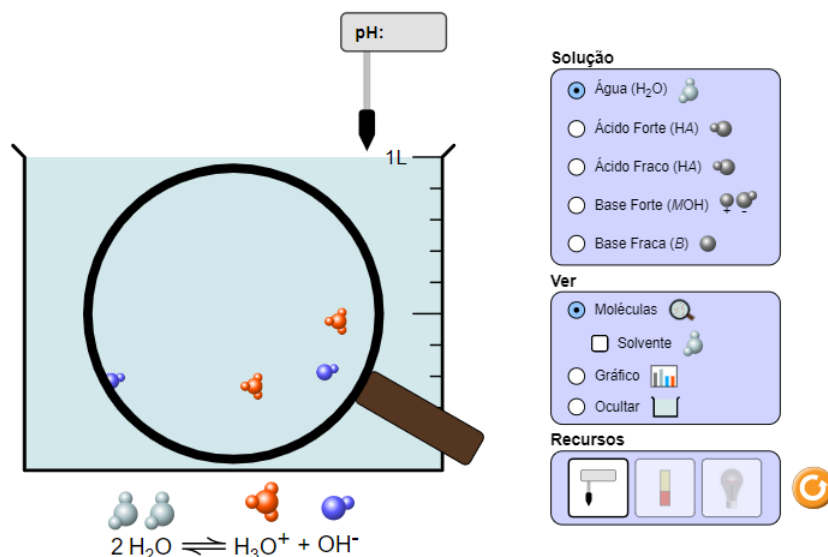 pH:
1L
2 H₂O ⇌ H₃O⁺ + OH⁻
Solução
Água (H₂O)
Ácido Forte (HA)
Ácido Fraco (HA)
Base Forte (MOH)
+ -
Base Fraca (B)
Ver
Moléculas
Solvente
Gráfico
Ocultar
Recursos